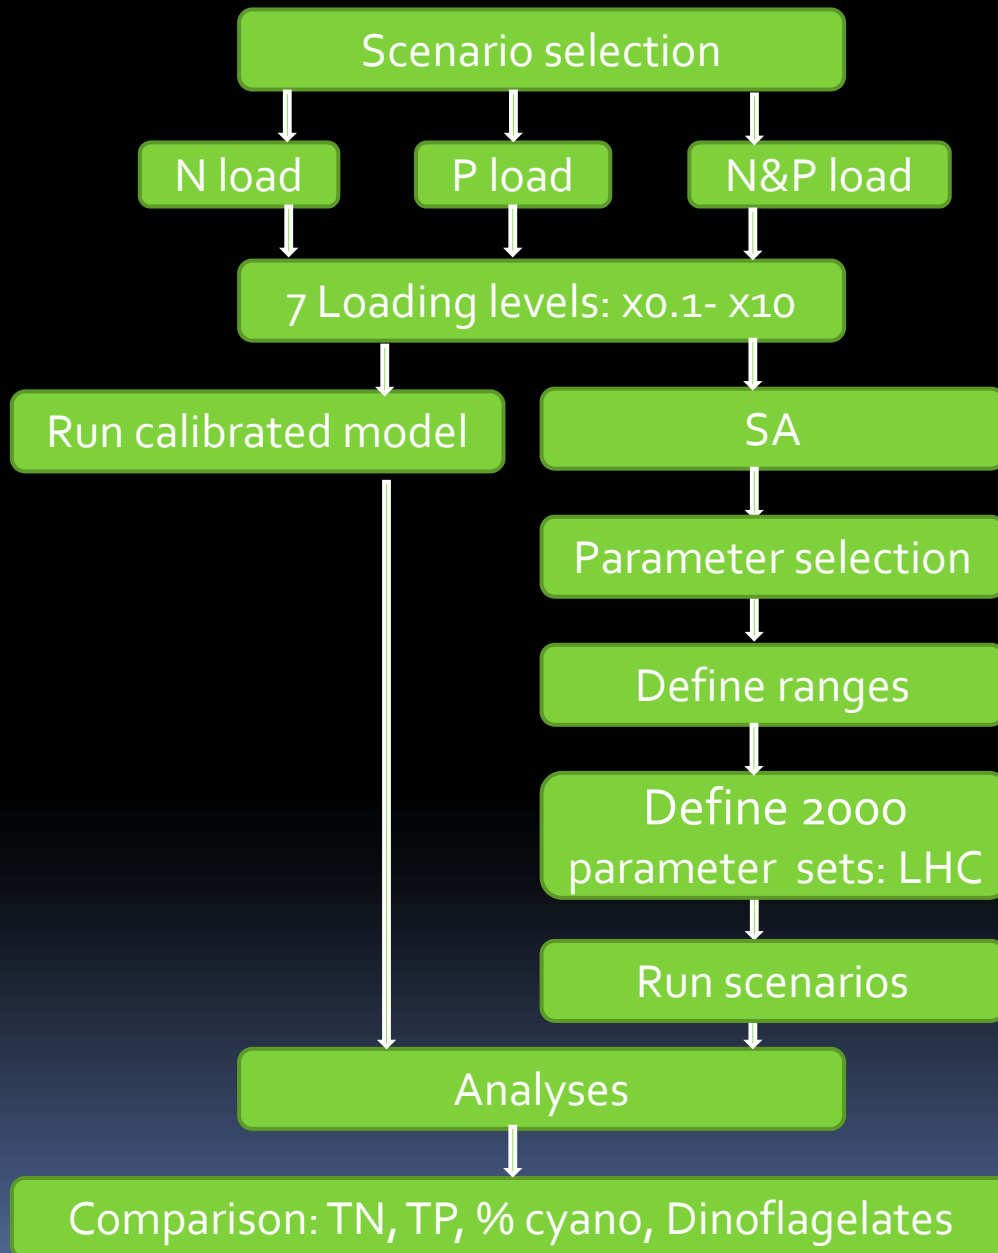 Scenario selection
N load
P load
N&P load
7 Loading levels: x0.1- x10
Run calibrated model
SA
Parameter selection
Define ranges
Define 2000
parameter sets: LHC
Run scenarios
Analyses
Comparison: TN, TP, % cyano, Dinoflagelates